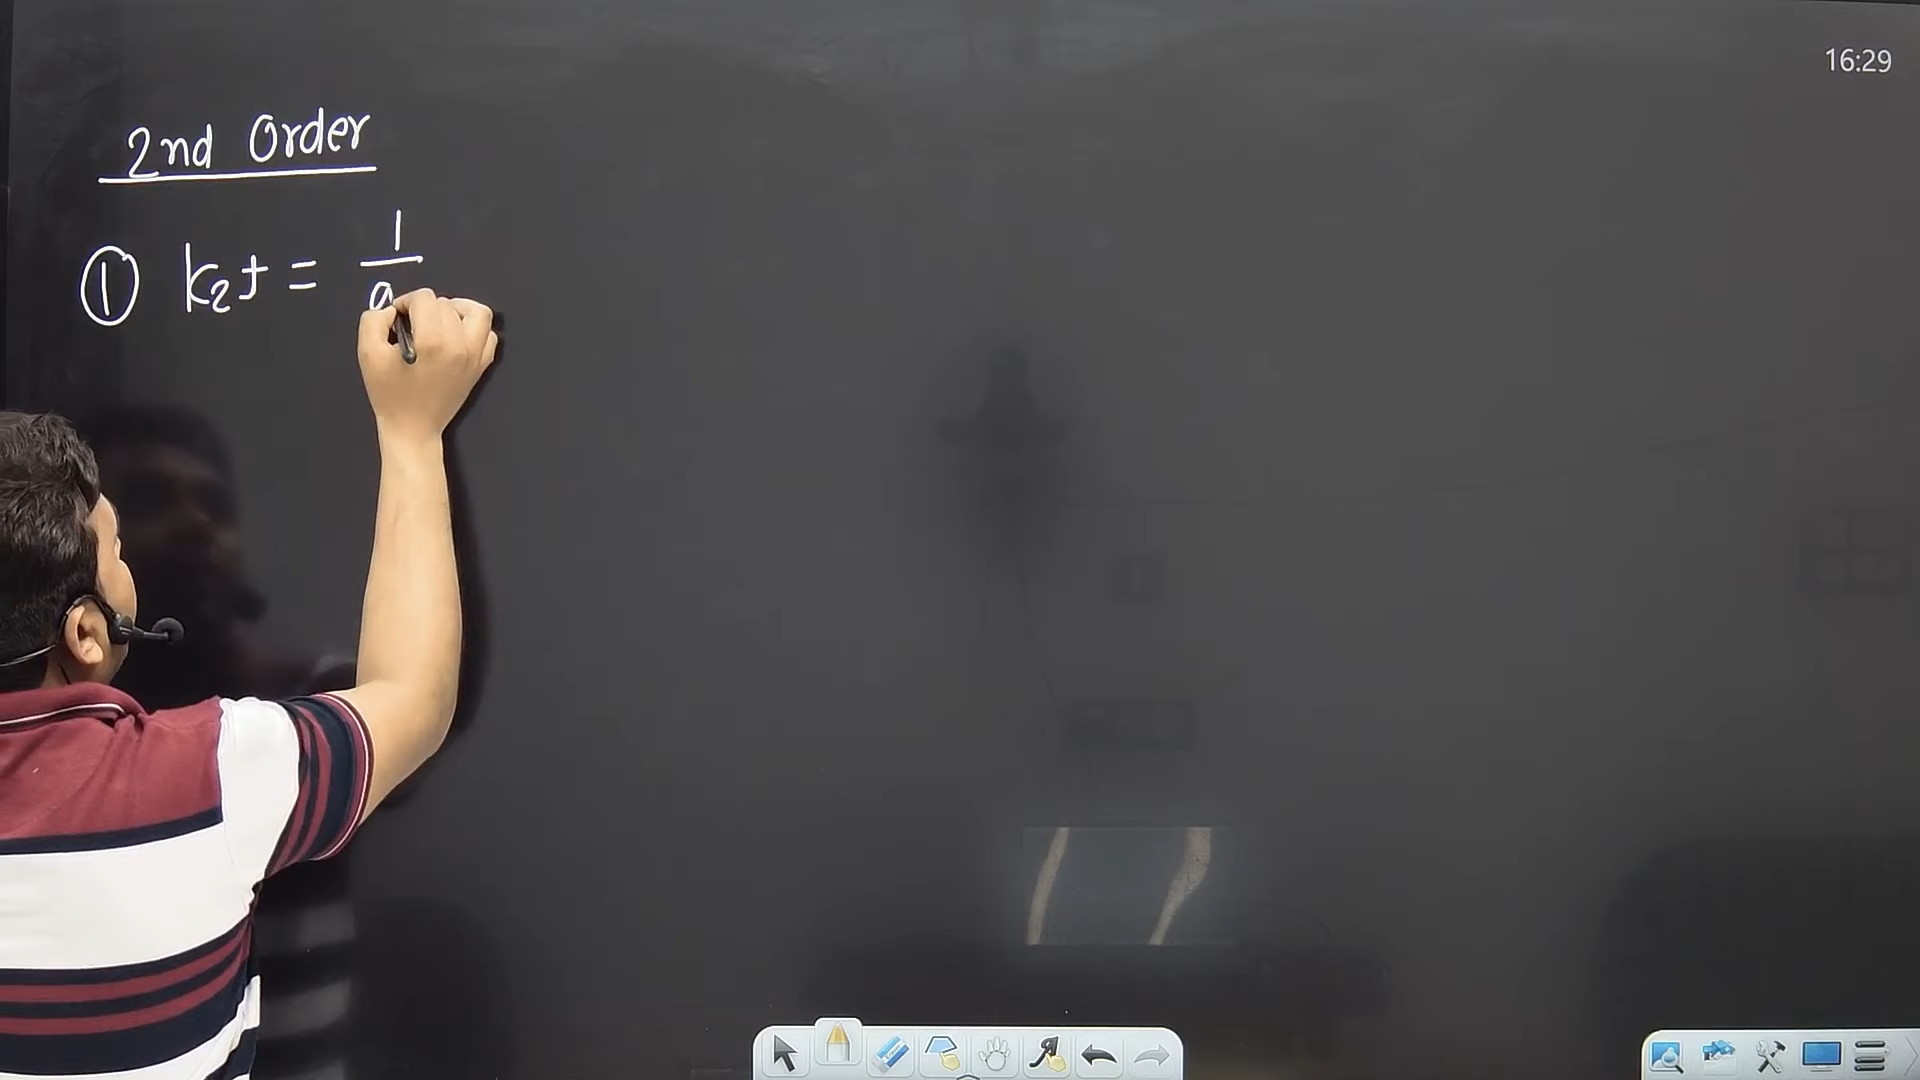 16:29
2nd Order
① k₂t = 1/a